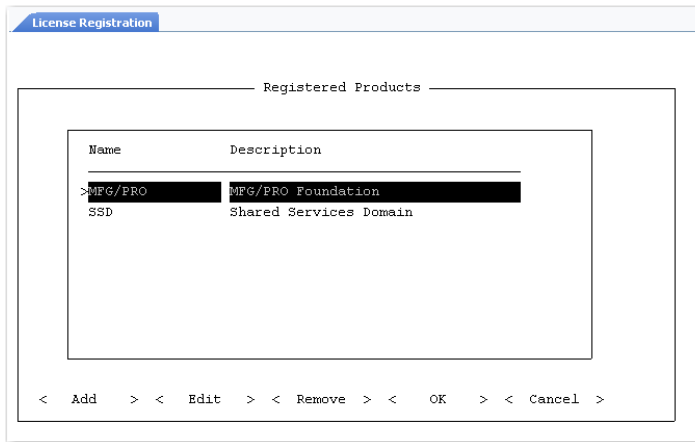 License Registration
Registered Products
Name Description
>MFG/PRO MFG/PRO Foundation
SSD Shared Services Domain
< Add > < Edit > < Remove > < OK > < Cancel >